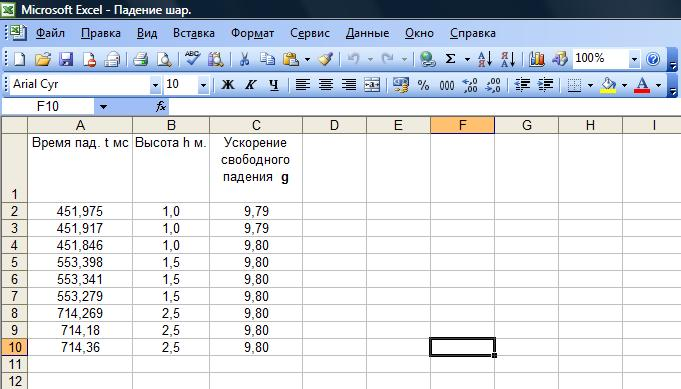 Microsoft Excel - Падение шар.
Файл Правка Вид Вставка Формат Сервис Данные Окно Справка
100%
Arial Cyr 10 Ж К Ч % 000
F10 fx
A B C D E F G H I
1 Время пад. t мс Высота h м. Ускорение
свободного
падения g
2 451,975 1,0 9,79
3 451,917 1,0 9,79
4 451,846 1,0 9,80
5 553,398 1,5 9,80
6 553,341 1,5 9,80
7 553,279 1,5 9,80
8 714,269 2,5 9,80
9 714,18 2,5 9,80
10 714,36 2,5 9,80
11
12